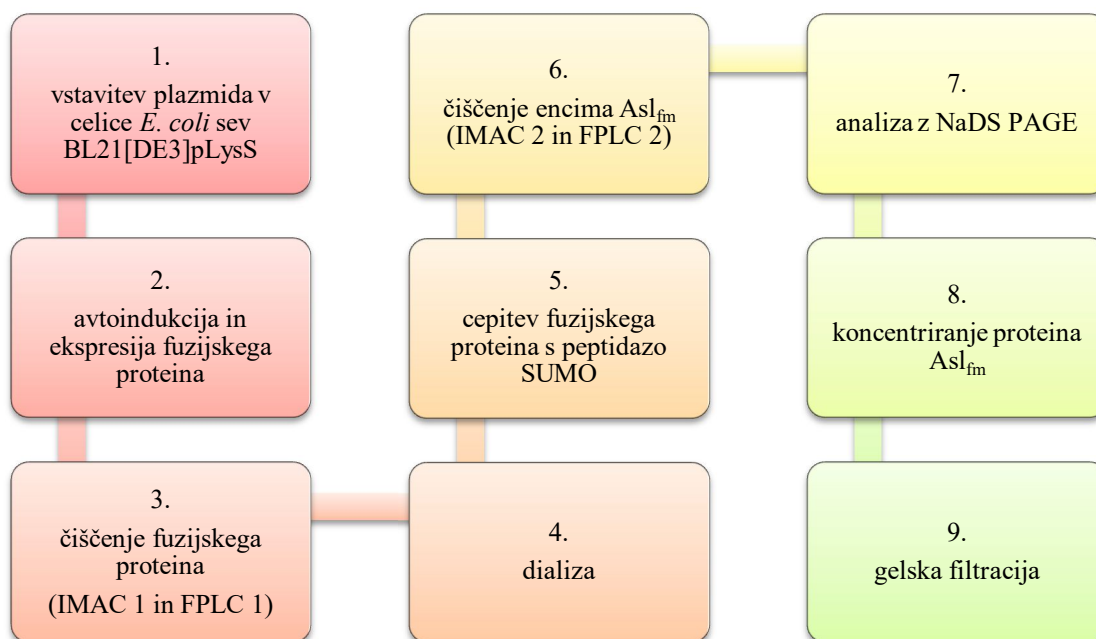 1.
vstavitev plazmida v
celice E. coli sev
BL21[DE3]pLysS
2.
avtoindukcija in
ekspresija fuzijskega
proteina
3.
čiščenje fuzijskega
proteina
(IMAC 1 in FPLC 1)
4.
dializa
5.
cepitev fuzijskega
proteina s peptidazo
SUMO
6.
čiščenje encima Aslfm
(IMAC 2 in FPLC 2)
7.
analiza z NaDS PAGE
8.
koncentriranje proteina
Aslfm
9.
gelska filtracija